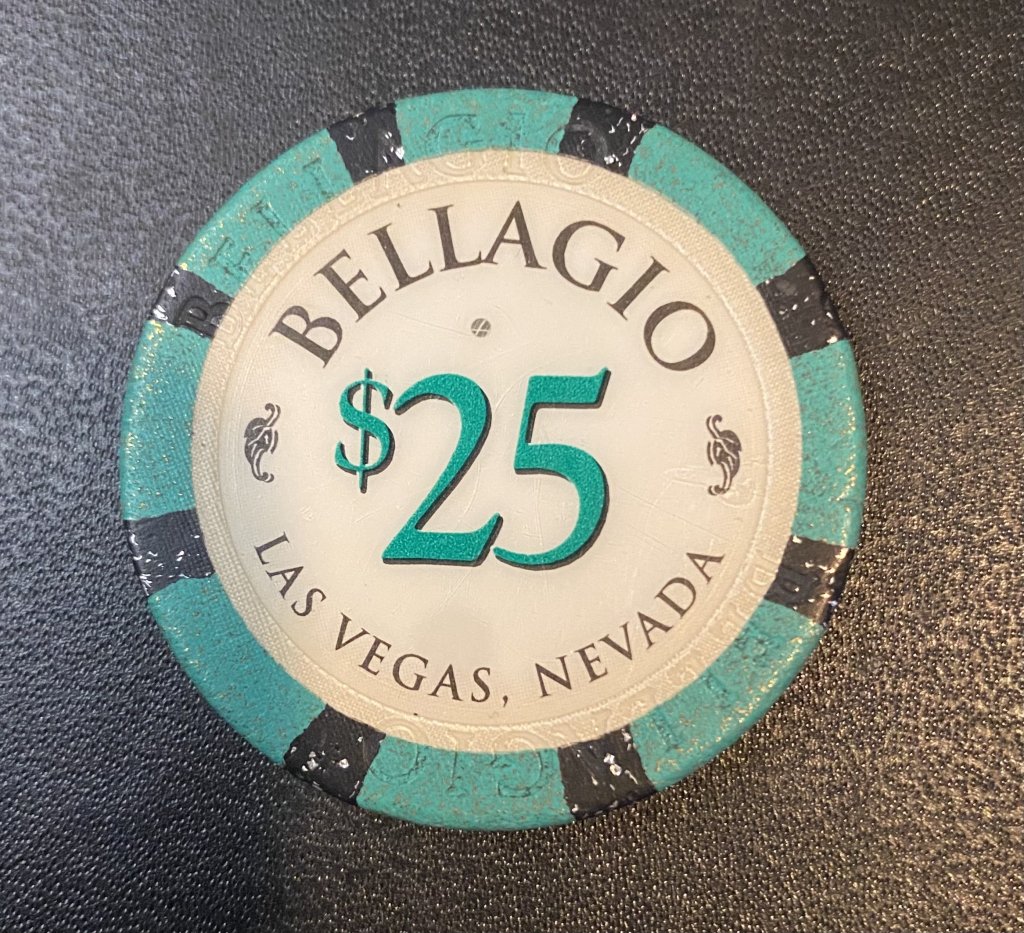 BELLAGIO
$25
LAS VEGAS, NEVADA